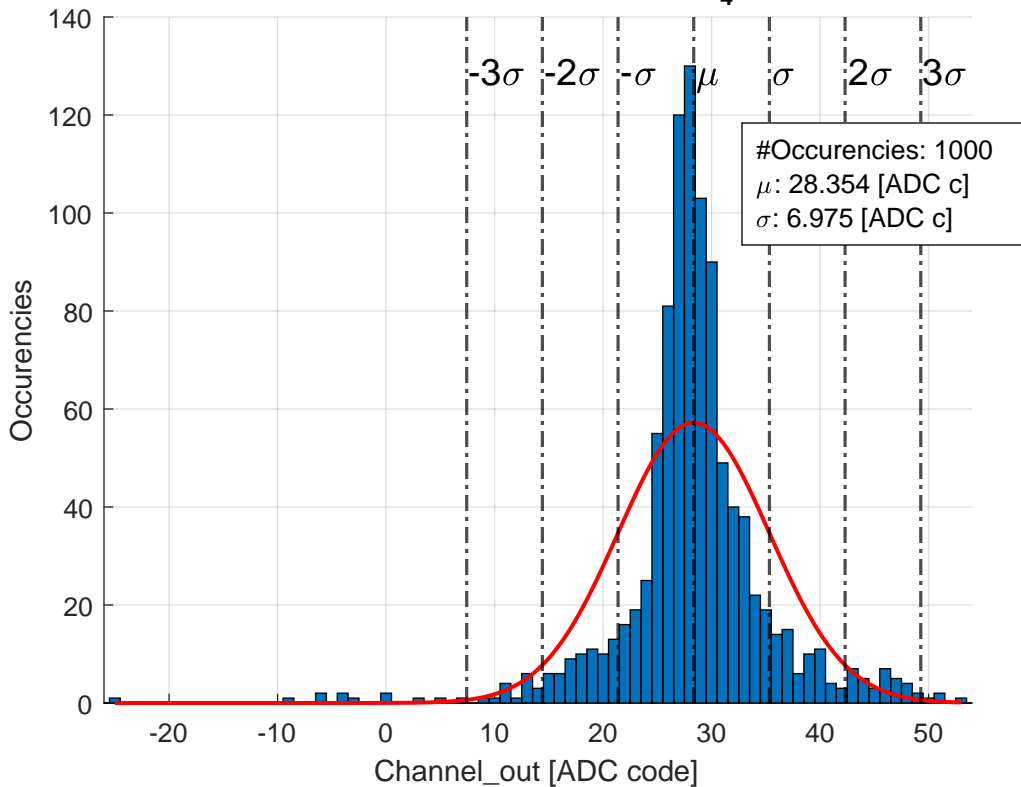 4
-3σ -2σ -σ μ σ 2σ 3σ
#Occurencies: 1000
μ: 28.354 [ADC c]
σ: 6.975 [ADC c]
140
120
100
80
60
40
20
0
Occurencies
-20 -10 0 10 20 30 40 50
Channel_out [ADC code]